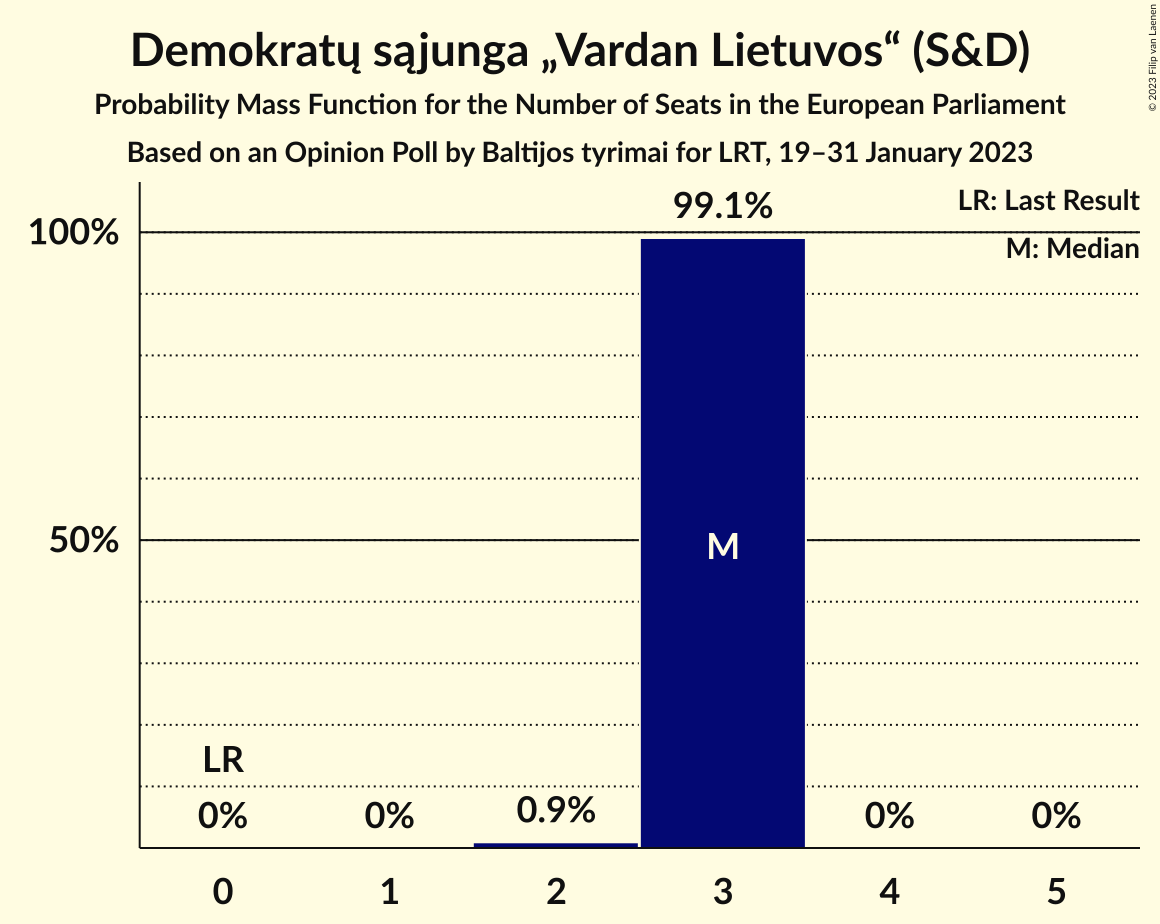 Demokratų sąjunga „Vardan Lietuvos“ (S&D)
Probability Mass Function for the Number of Seats in the European Parliament
Based on an Opinion Poll by Baltijos tyrimai for LRT, 19–31 January 2023
© 2023 Filip van Laenen
LR: Last Result
M: Median
99.1%
100%
50%
M
LR
0%
0%
0.9%
0%
0%
0
1
2
3
4
5